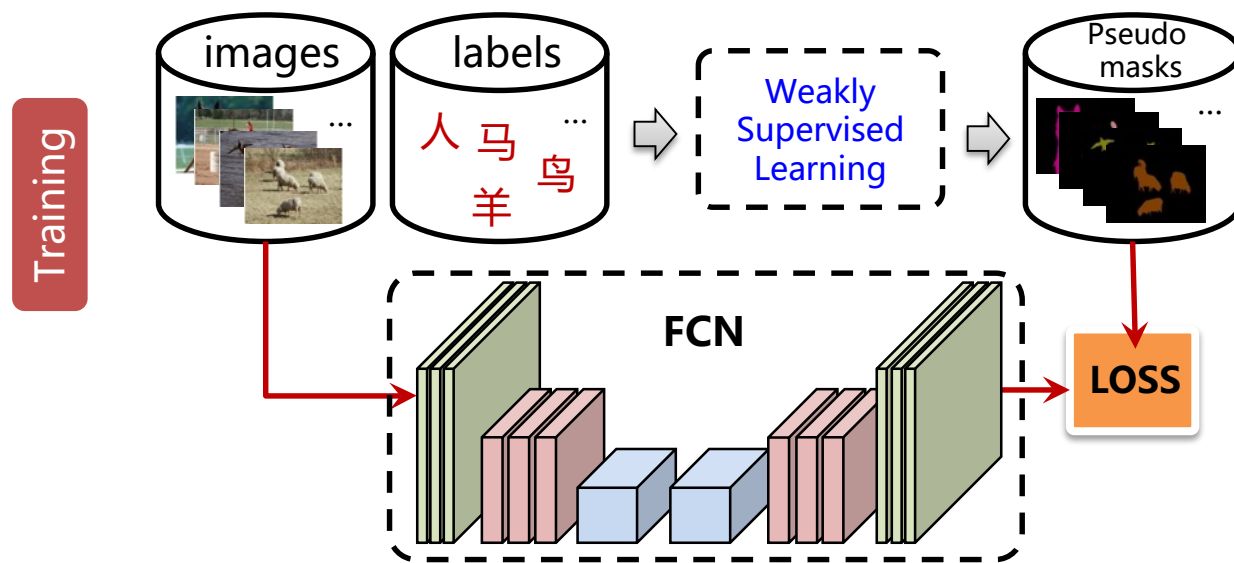 Training
images
...
labels
人
马
鸟
羊
...
Weakly
Supervised
Learning
Pseudo
masks
...
FCN
LOSS